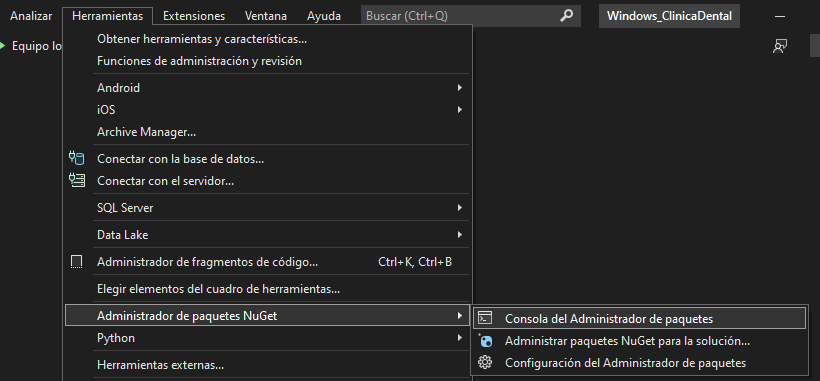 Analizar Herramientas Extensiones Ventana Ayuda Buscar (Ctrl+Q) Windows_ClinicaDental
Equipo lo
Obtener herramientas y características...
Funciones de administración y revisión
Android
iOS
Archive Manager...
Conectar con la base de datos...
Conectar con el servidor...
SQL Server
Data Lake
Administrador de fragmentos de código... Ctrl+K, Ctrl+B
Elegir elementos del cuadro de herramientas...
Administrador de paquetes NuGet
Python
Herramientas externas...
Consola del Administrador de paquetes
Administrar paquetes NuGet para la solución...
Configuración del Administrador de paquetes